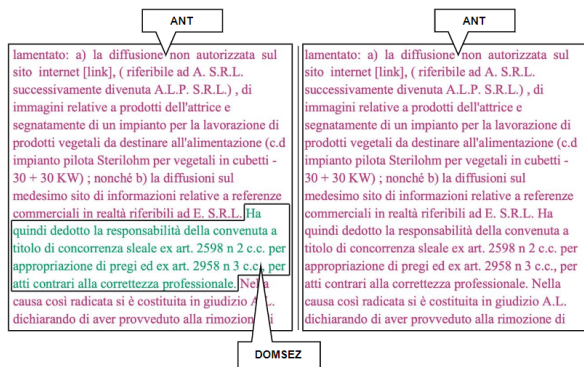 ANT
lamentato: a) la diffusione non autorizzata sul
sito internet [link], ( riferibile ad A. S.R.L.
successivamente divenuta A.L.P. S.R.L.) , di
immagini relative a prodotti dell'attrice e
segnatamente di un impianto per la lavorazione di
prodotti vegetali da destinare all'alimentazione (c.d
impianto pilota Sterilohm per vegetali in cubetti -
30 + 30 KW) ; nonché b) la diffusioni sul
medesimo sito di informazioni relative a referenze
commerciali in realtà riferibili ad E. S.R.L. Ha
quindi dedotto la responsabilità della convenuta a
titolo di concorrenza sleale ex art. 2598 n 2 c.c. per
appropriazione di pregi ed ex art. 2958 n 3 c.c., per
atti contrari alla correttezza professionale. Nella
causa così radicata si è costituita in giudizio A.L.
dichiarando di aver provveduto alla rimozione di
DOMSEZ
ANT
lamentato: a) la diffusione non autorizzata sul
sito internet [link], ( riferibile ad A. S.R.L.
successivamente divenuta A.L.P. S.R.L.) , di
immagini relative a prodotti dell'attrice e
segnatamente di un impianto per la lavorazione di
prodotti vegetali da destinare all'alimentazione (c.d
impianto pilota Sterilohm per vegetali in cubetti -
30 + 30 KW) ; nonché b) la diffusioni sul
medesimo sito di informazioni relative a referenze
commerciali in realtà riferibili ad E. S.R.L. Ha
quindi dedotto la responsabilità della convenuta a
titolo di concorrenza sleale ex art. 2598 n 2 c.c. per
appropriazione di pregi ed ex art. 2958 n 3 c.c., per
atti contrari alla correttezza professionale. Nella
causa così radicata si è costituita in giudizio A.L.
dichiarando di aver provveduto alla rimozione di